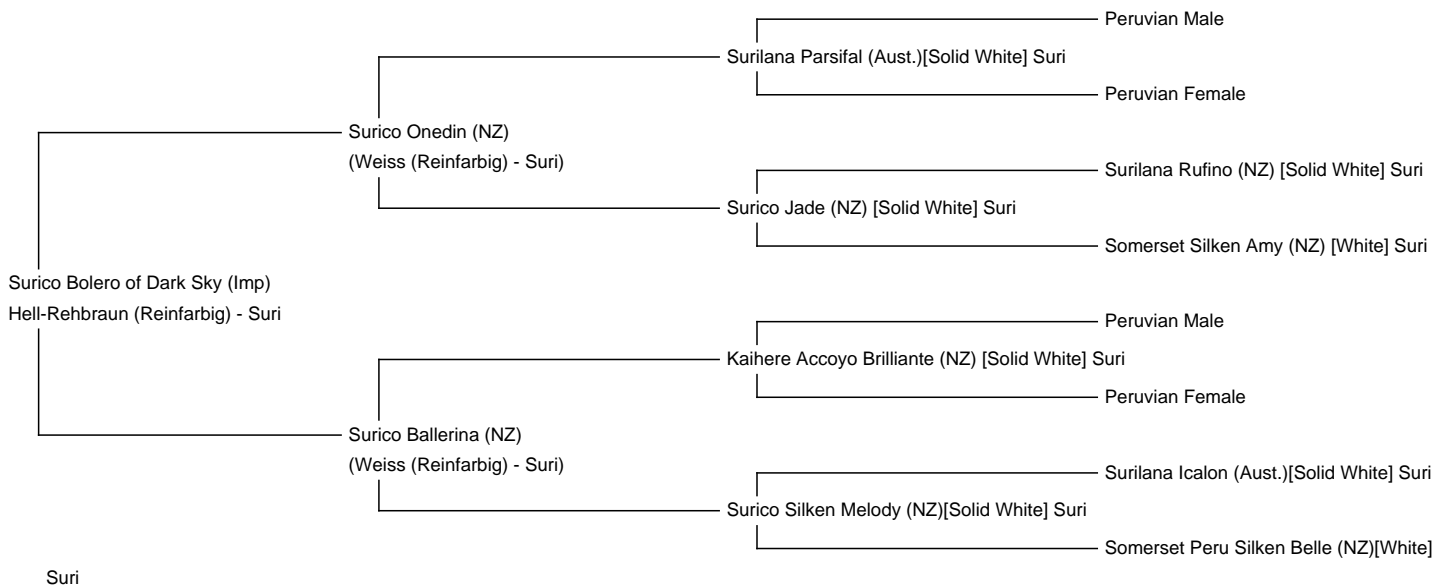 Peruvian Male
Surilana Parsifal (Aust.)[Solid White] Suri
Peruvian Female
Surico Onedin (NZ)
(Weiss (Reinfarbig) - Suri)
Surilana Rufino (NZ) [Solid White] Suri
Surico Jade (NZ) [Solid White] Suri
Somerset Silken Amy (NZ) [White] Suri
Surico Bolero of Dark Sky (Imp)
Hell-Rehbraun (Reinfarbig) - Suri
Peruvian Male
Kaihere Accoyo Brilliante (NZ) [Solid White] Suri
Peruvian Female
Surico Ballerina (NZ)
(Weiss (Reinfarbig) - Suri)
Surilana Icalon (Aust.)[Solid White] Suri
Surico Silken Melody (NZ)[Solid White] Suri
Somerset Peru Silken Belle (NZ)[White]
Suri